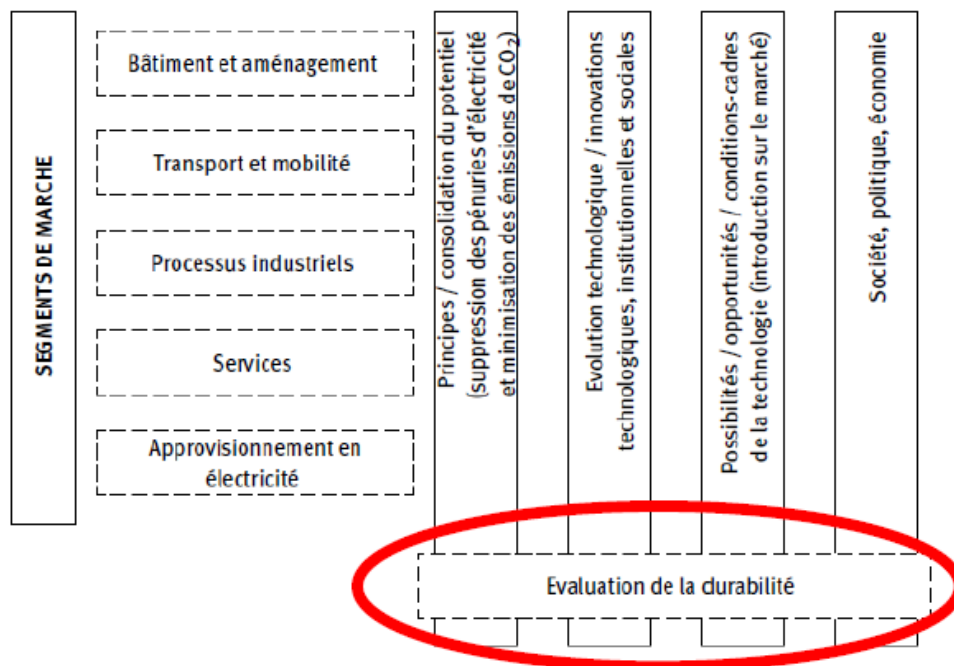 SEGMENTS DE MARCHE
Bâtiment et aménagement
Transport et mobilité
Processus industriels
Services
Approvisionnement en
électricité
Principes / consolidation du potentiel
(suppression des pénuries d'électricité
et minimisation des émissions de CO₂)
Evolution technologique / innovations
technologiques, institutionnelles et sociales
Possibilités / opportunités / conditions-cadres
de la technologie (introduction sur le marché)
Société, politique, économie
Evaluation de la durabilité